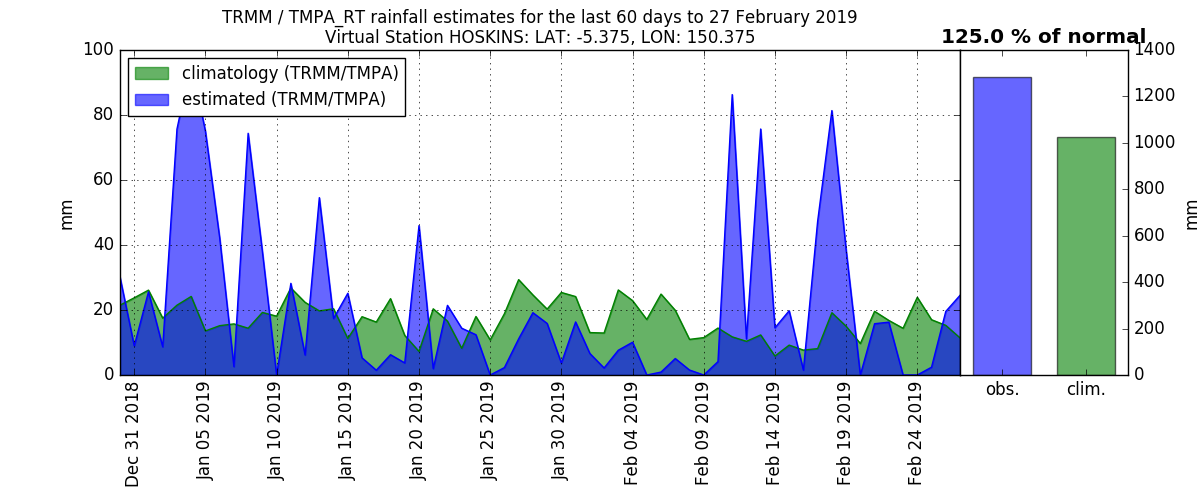 TRMM / TMPA_RT rainfall estimates for the last 60 days to 27 February 2019
Virtual Station HOSKINS: LAT: -5.375, LON: 150.375
125.0 % of normal
climatology (TRMM/TMPA)
estimated (TRMM/TMPA)
mm
100
80
60
40
20
0
Dec 31 2018
Jan 05 2019
Jan 10 2019
Jan 15 2019
Jan 20 2019
Jan 25 2019
Jan 30 2019
Feb 04 2019
Feb 09 2019
Feb 14 2019
Feb 19 2019
Feb 24 2019
obs.
clim.
1400
1200
1000
800
600
400
200
0
mm